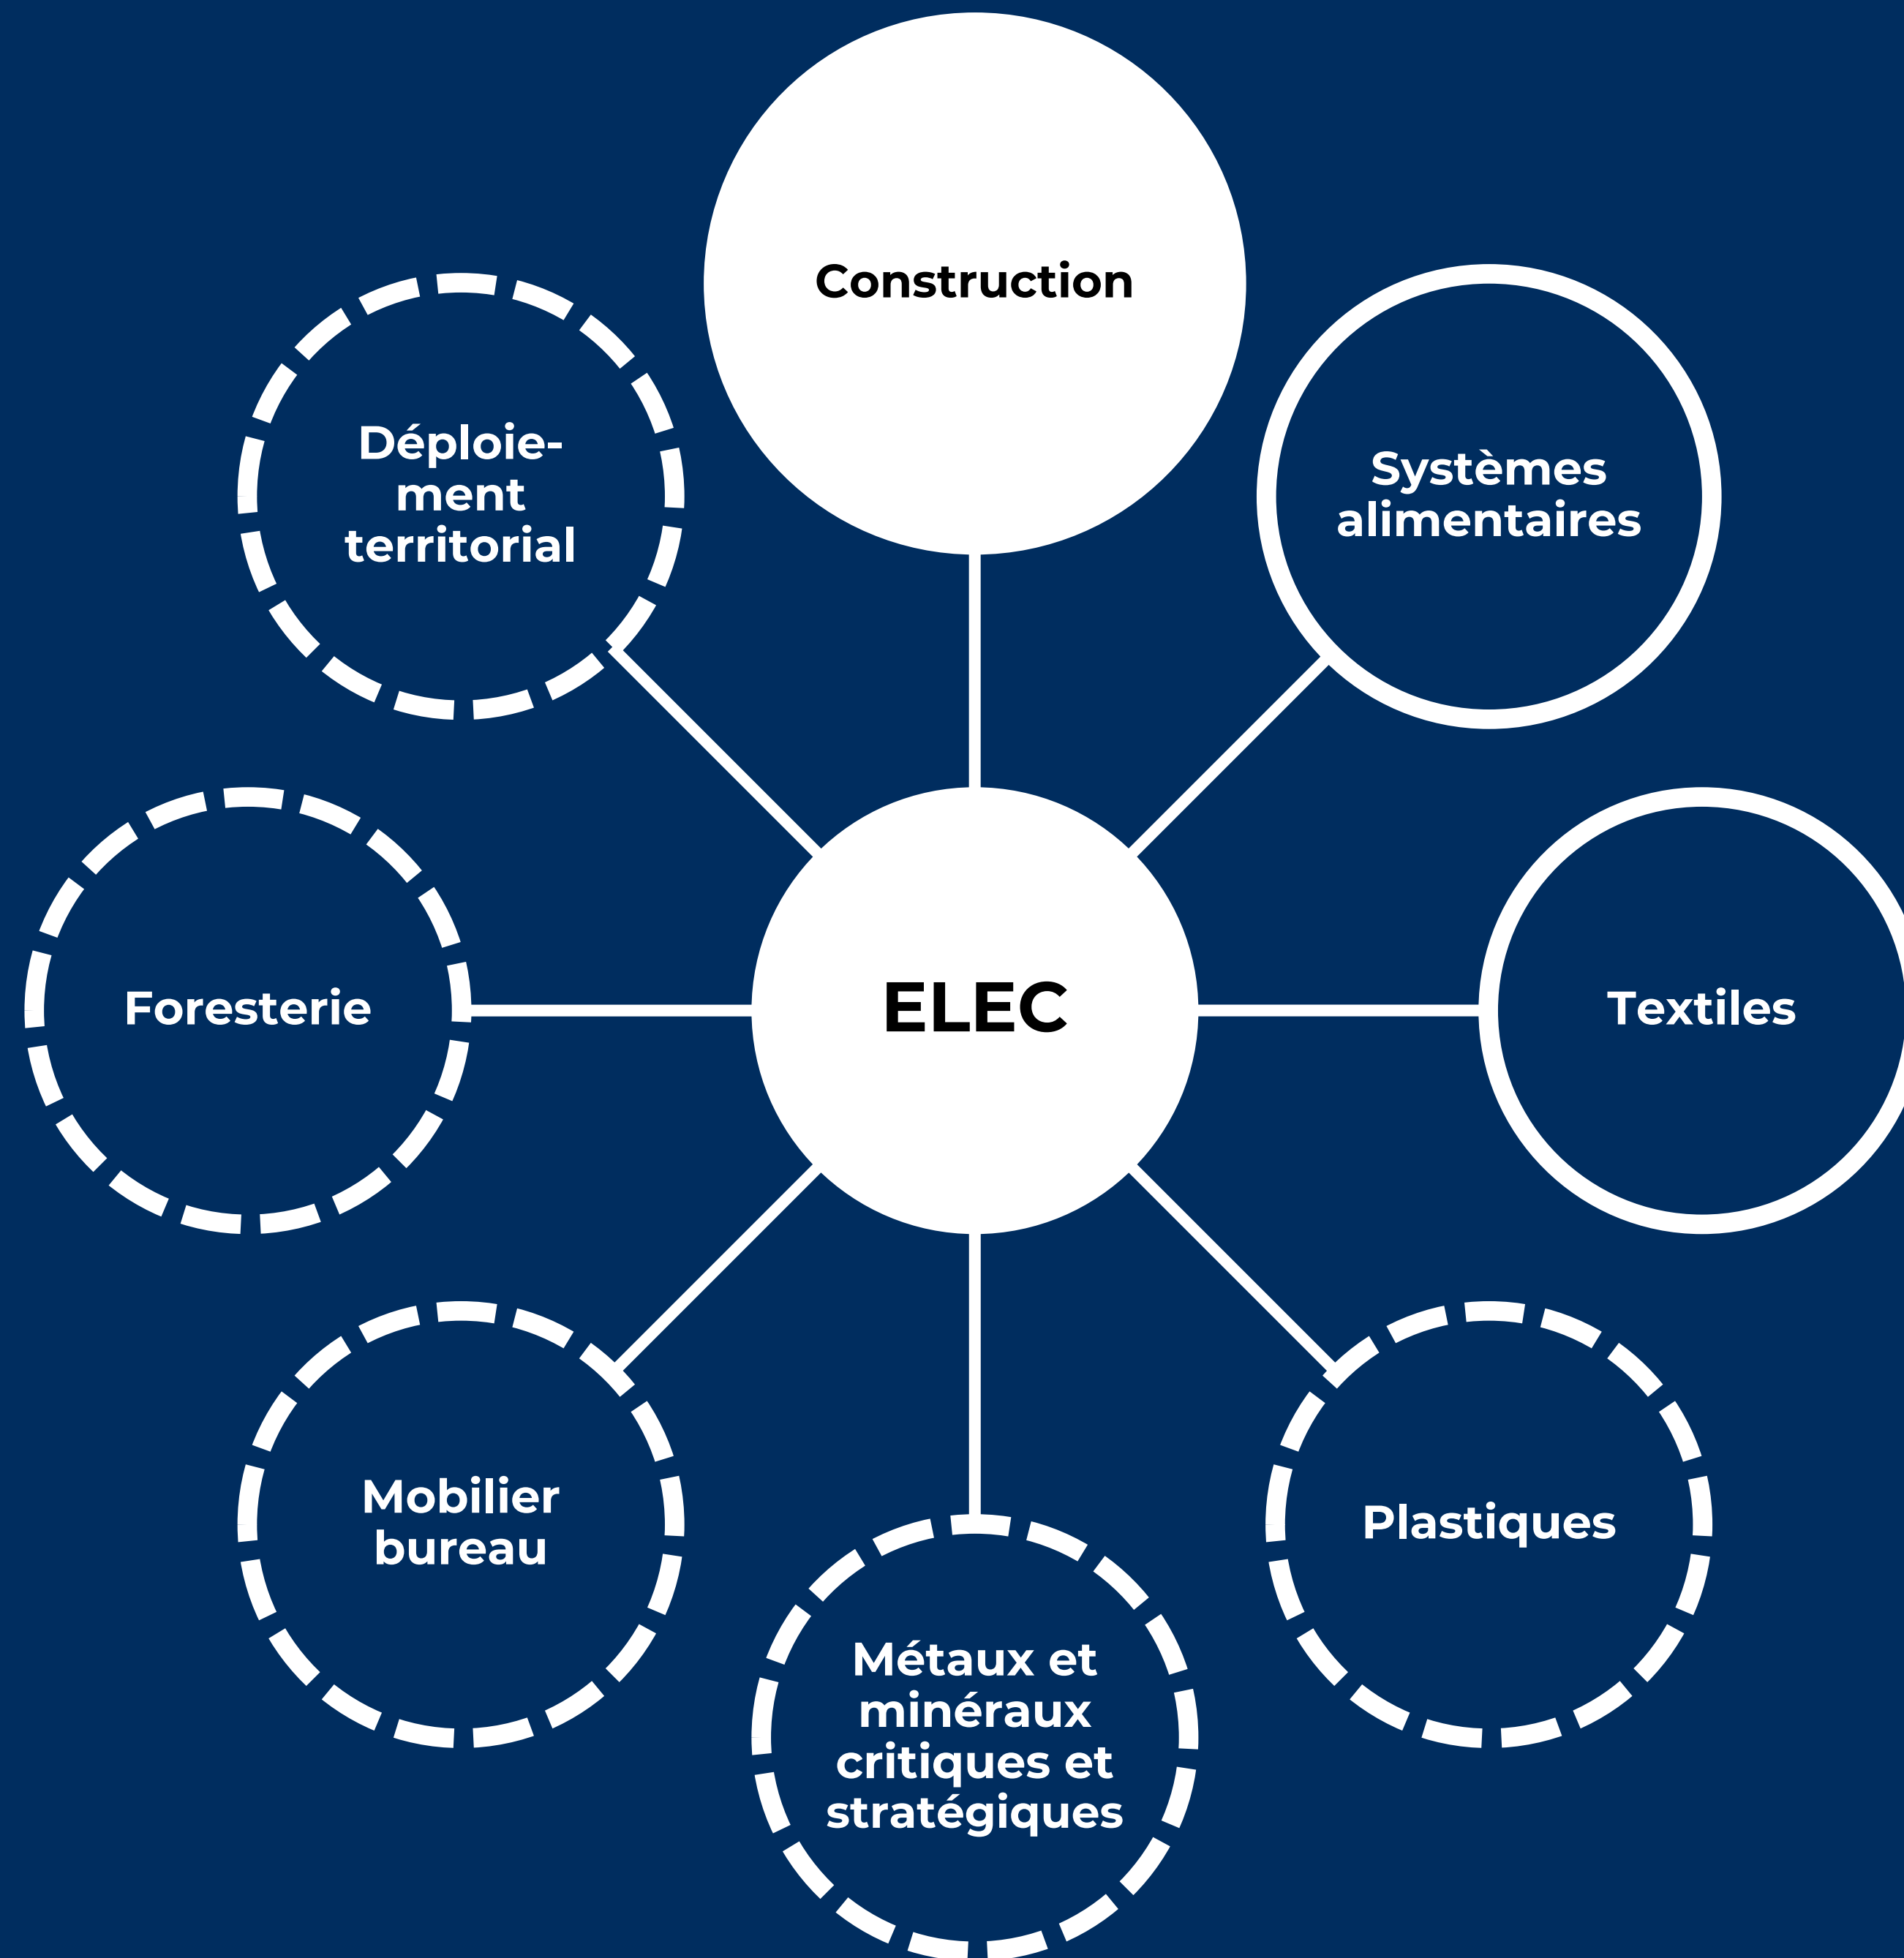 Construction
Déploie-
ment
territorial
Systèmes
alimentaires
Foresterie
ELEC
Textiles
Mobilier
bureau
Plastiques
Métaux et
minéraux
critiques et
stratégiques